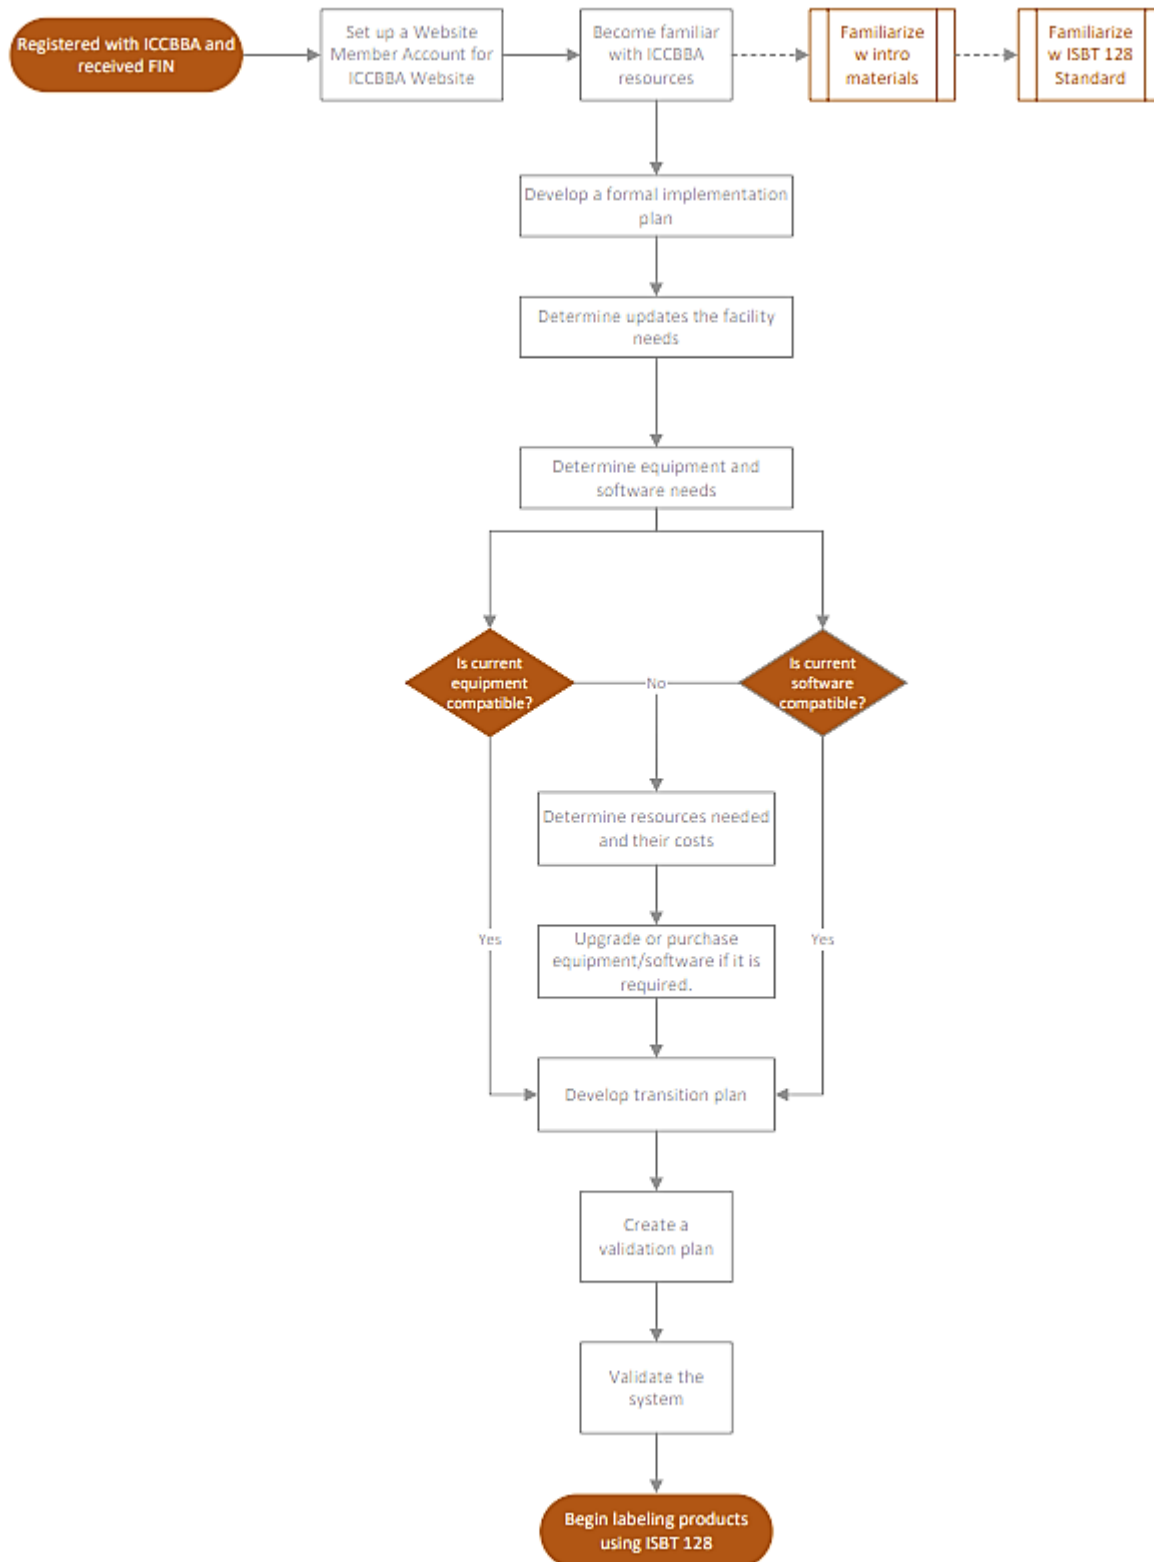 Registered with ICCBBA and
received FIN
Set up a Website
Member Account for
ICCBBA Website
Become familiar
with ICCBBA
resources
Familiarize
w intro
materials
Familiarize
w ISBT 128
Standard
Develop a formal implementation
plan
Determine updates the facility
needs
Determine equipment and
software needs
Is current
equipment
compatible?
No
Is current
software
compatible?
Determine resources needed
and their costs
Yes
Upgrade or purchase
equipment/software if it is
required.
Yes
Develop transition plan
Create a
validation plan
Validate the
system
Begin labeling products
using ISBT 128